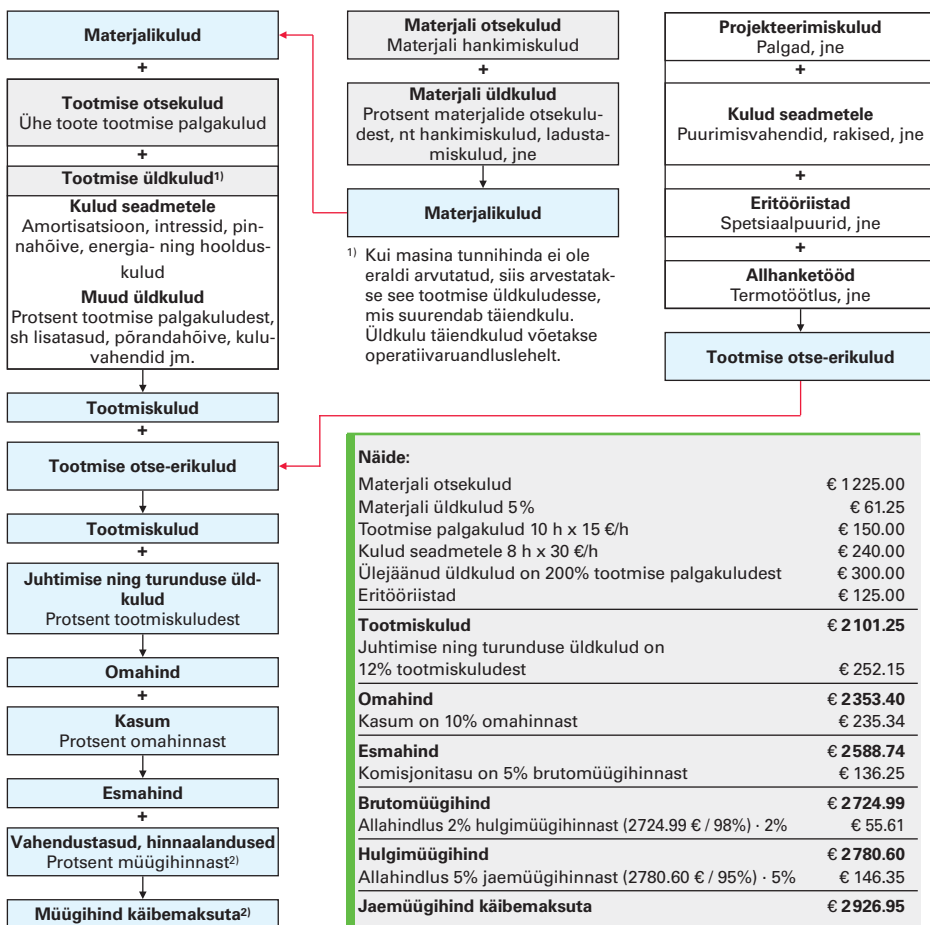 Materjalikulud
+
Tootmise otsekulud
Ühe toote tootmise palgakulud
+
Tootmise üldkulud1)
Kulud seadmetele
Amortisatsioon, intressid, pin-
nahõive, energia- ning hooldus-
kulud
Muud üldkulud
Protsent tootmise palgakuludest,
sh lisatasud, põrandahõive, kulu-
vahendid jm.
Tootmiskulud
+
Tootmise otse-erikulud
Tootmiskulud
+
Juhtimise ning turunduse üld-
kulud
Protsent tootmiskuludest
Omahind
+
Kasum
Protsent omahinnast
Esmahind
+
Vahendustasud, hinnaalandused
Protsent müügihinnast2)
Müügihind käibemaksuta2)
Materjali otsekulud
Materjali hankimiskulud
+
Materjali üldkulud
Protsent materjalide otsekulu-
dest, nt hankimiskulud, ladusta-
miskulud, jne
Materjalikulud
1) Kui masina tunnihinda ei ole
eraldi arvutatud, siis arvestatak-
se see tootmise üldkuludesse,
mis suurendab täiendkulu.
Üldkulu täiendkulud võetakse
operatiivaruandluslehelt.
Projekteerimiskulud
Palgad, jne
+
Kulud seadmetele
Puurimisvahendid, rakised, jne
+
Eritööriistad
Spetsiaalpuurid, jne
+
Allhanketööd
Termotöötlus, jne
Tootmise otse-erikulud
Näide:
Materjali otsekulud € 1225.00
Materjali üldkulud 5% € 61.25
Tootmise palgakulud 10 h x 15 €/h € 150.00
Kulud seadmetele 8 h x 30 €/h € 240.00
Ülejäänud üldkulud on 200% tootmise palgakuludest € 300.00
Eritööriistad € 125.00
Tootmiskulud € 2101.25
Juhtimise ning turunduse üldkulud on
12% tootmiskuludest € 252.15
Omahind € 2353.40
Kasum on 10% omahinnast € 235.34
Esmahind € 2588.74
Komisjonitasu on 5% brutomüügihinnast € 136.25
Brutomüügihind € 2724.99
Allahindlus 2% hulgimüügihinnast (2724.99 € / 98%) · 2% € 55.61
Hulgimüügihind € 2780.60
Allahindlus 5% jaemüügihinnast (2780.60 € / 95%) · 5% € 146.35
Jaemüügihind käibemaksuta € 2926.95